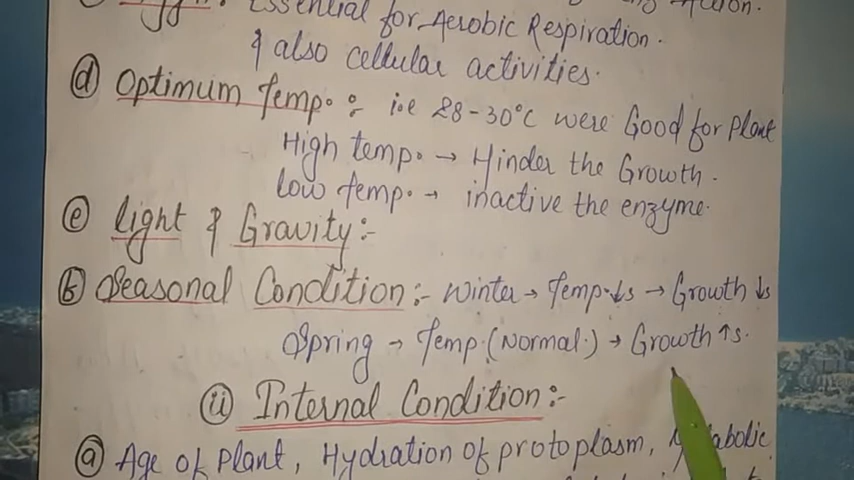 Essential for Aerobic Respiration.
& also cellular activities.
(d) Optimum Temp. :- i.e 28-30°C were Good for plant
High temp. → Hinder the Growth.
Low temp. → inactive the enzyme.
(e) light & Gravity:-
(b) Seasonal Condition:- Winter → Temp. ↓s → Growth ↓s
Spring → Temp. (Normal.) → Growth ↑s.
(ii) Internal Condition:-
(a) Age of plant, Hydration of protoplasm,